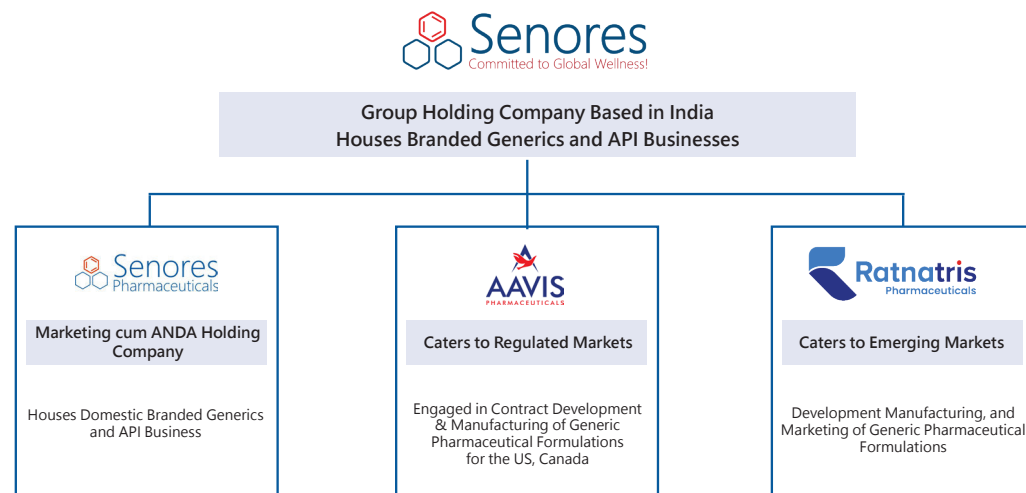 Senores
Committed to Global Wellness!
Group Holding Company Based in India
Houses Branded Generics and API Businesses
Senores
Pharmaceuticals
Marketing cum ANDA Holding
Company
Houses Domestic Branded Generics
and API Business
AAVIS
PHARMACEUTICALS
Caters to Regulated Markets
Engaged in Contract Development
& Manufacturing of Generic
Pharmaceutical Formulations
for the US, Canada
Ratnatris
Pharmaceuticals
Caters to Emerging Markets
Development Manufacturing, and
Marketing of Generic Pharmaceutical
Formulations